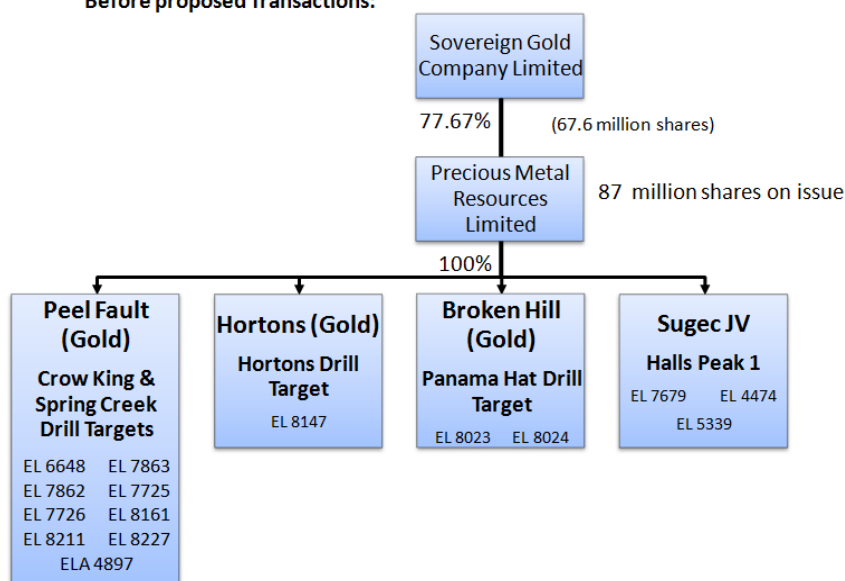 Before proposed Transactions:
Sovereign Gold
Company Limited
77.67%
(67.6 million shares)
Precious Metal
Resources
Limited
87 million shares on issue
100%
Peel Fault
(Gold)
Crow King &
Spring Creek
Drill Targets
EL 6648 EL 7863
EL 7862 EL 7725
EL 7726 EL 8161
EL 8211 EL 8227
ELA 4897
Hortons (Gold)
Hortons Drill
Target
EL 8147
Broken Hill
(Gold)
Panama Hat Drill
Target
EL 8023 EL 8024
Sugec JV
Halls Peak 1
EL 7679 EL 4474
EL 5339